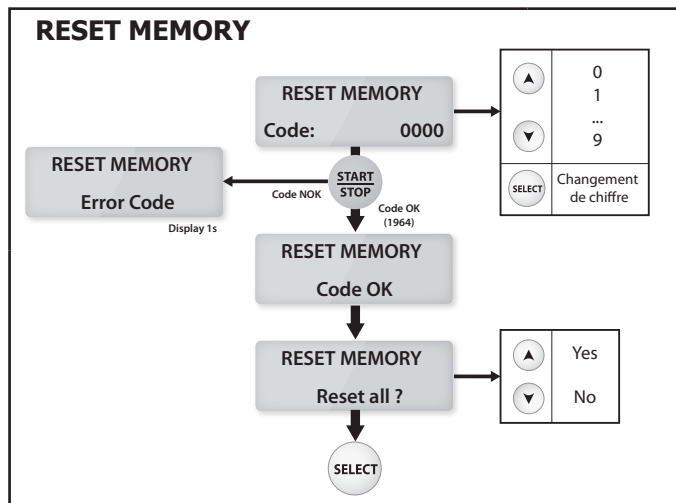 RESET MEMORY
RESET MEMORY
Code: 0000
0
1
...
9
SELECT
Changement
de chiffre
START
STOP
Code NOK
RESET MEMORY
Error Code
Display 1s
Code OK
(1964)
RESET MEMORY
Code OK
RESET MEMORY
Reset all ?
Yes
No
SELECT